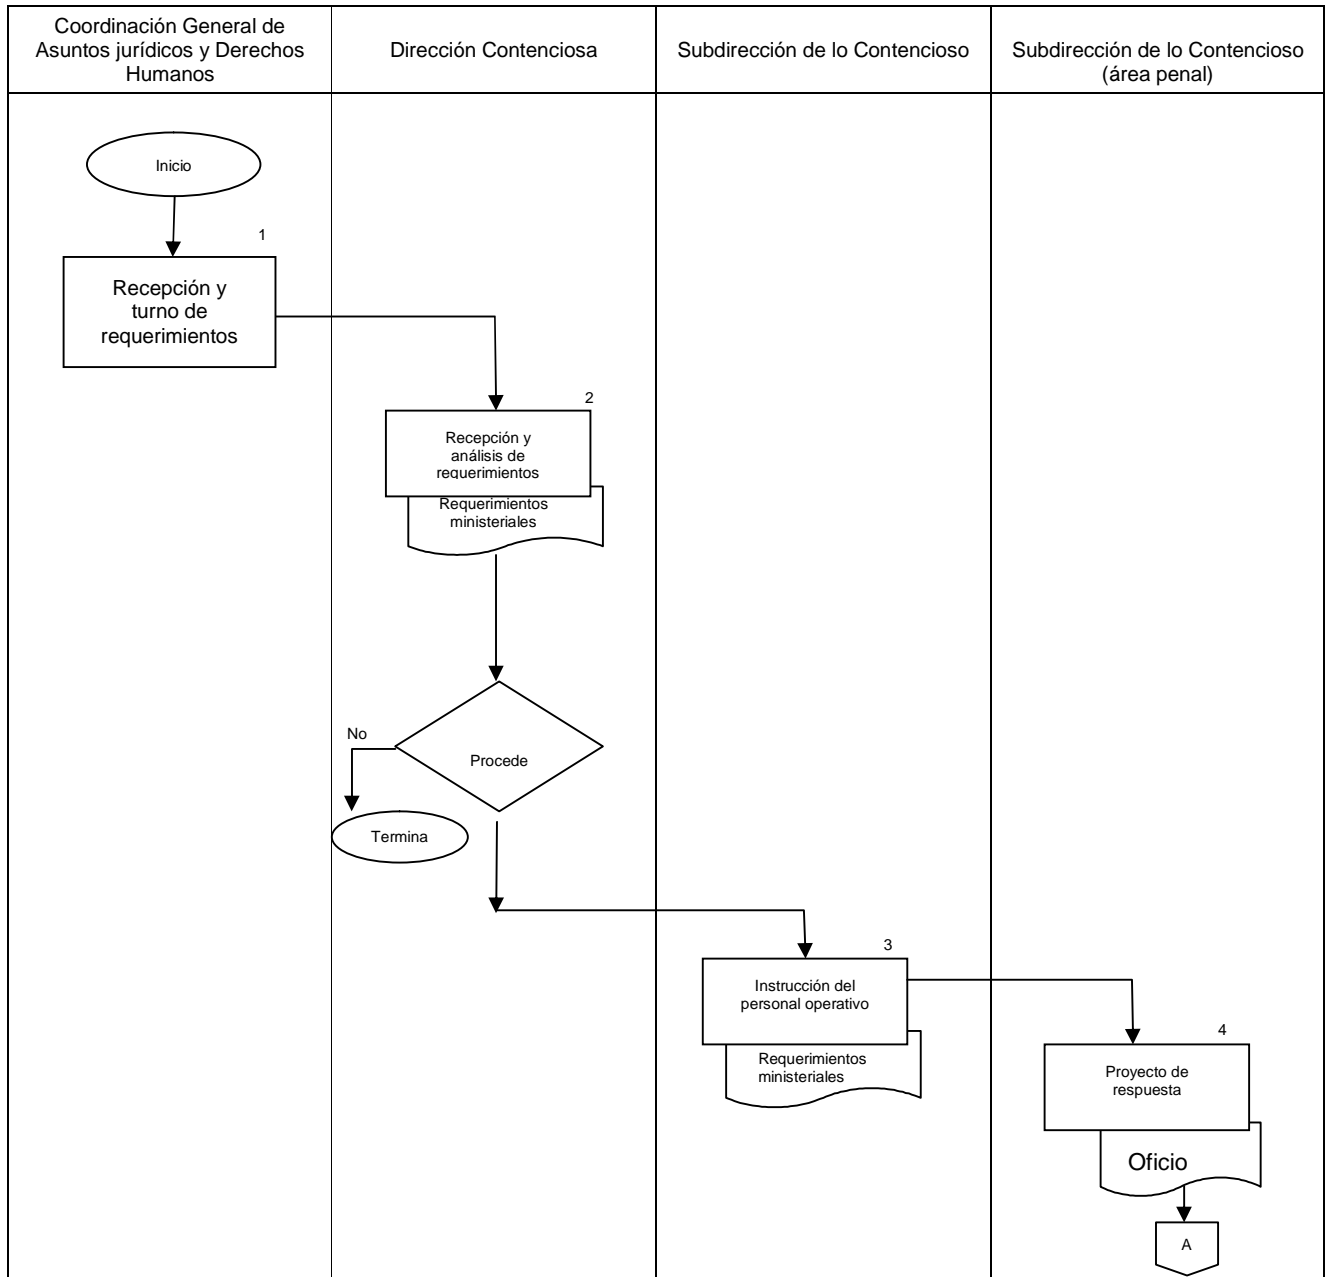 Coordinación General de
Asuntos jurídicos y Derechos
Humanos
Dirección Contenciosa
Subdirección de lo Contencioso
Subdirección de lo Contencioso
(área penal)
Inicio
1
Recepción y
turno de
requerimientos
2
Recepción y
análisis de
requerimientos
Requerimientos
ministeriales
No
Procede
Termina
3
Instrucción del
personal operativo
Requerimientos
ministeriales
4
Proyecto de
respuesta
Oficio
A